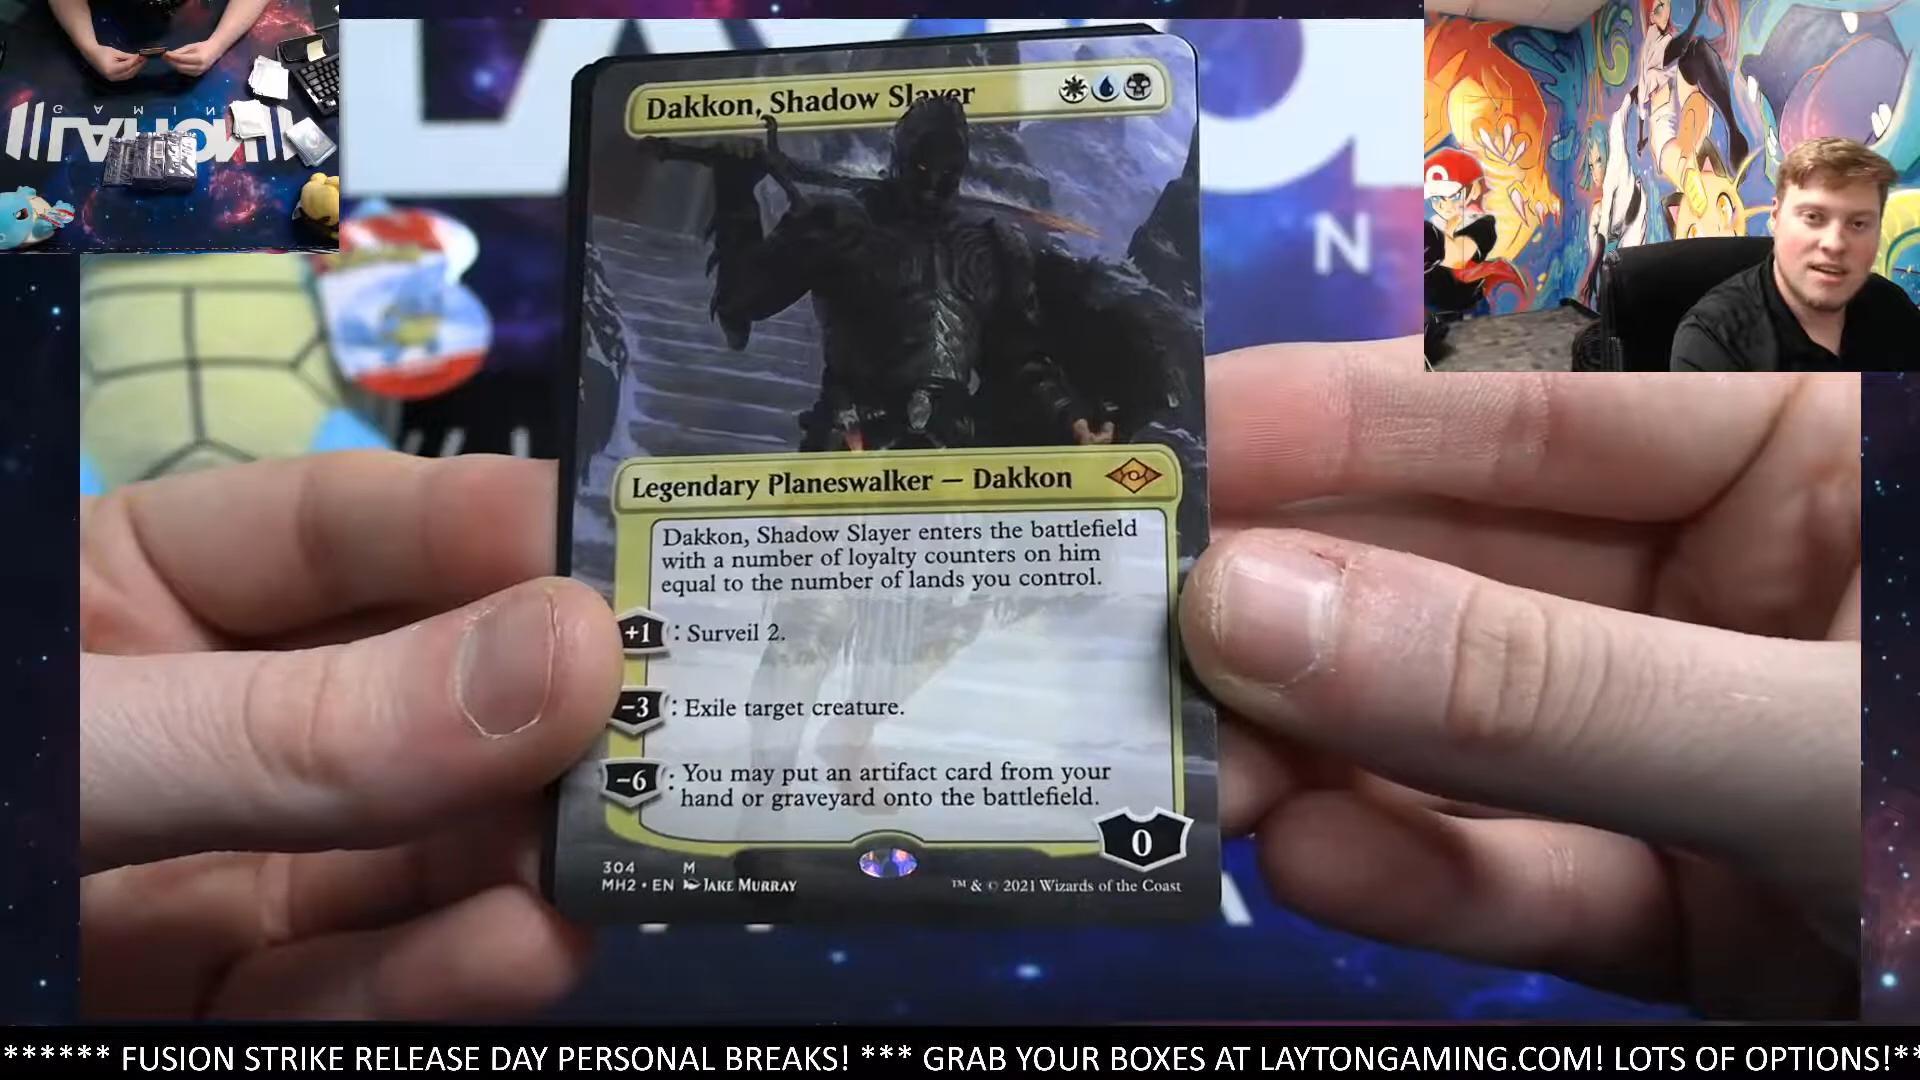 Dakkon, Shadow Slayer
Legendary Planeswalker — Dakkon
Dakkon, Shadow Slayer enters the battlefield
with a number of loyalty counters on him
equal to the number of lands you control.
+1 : Surveil 2.
−3 : Exile target creature.
−6 : You may put an artifact card from your
hand or graveyard onto the battlefield.
0
304 M
MH2 • EN JAKE MURRAY
™ & © 2021 Wizards of the Coast
GAMIN
LAYTON
N
****** FUSION STRIKE RELEASE DAY PERSONAL BREAKS! *** GRAB YOUR BOXES AT LAYTONGAMING.COM! LOTS OF OPTIONS!**